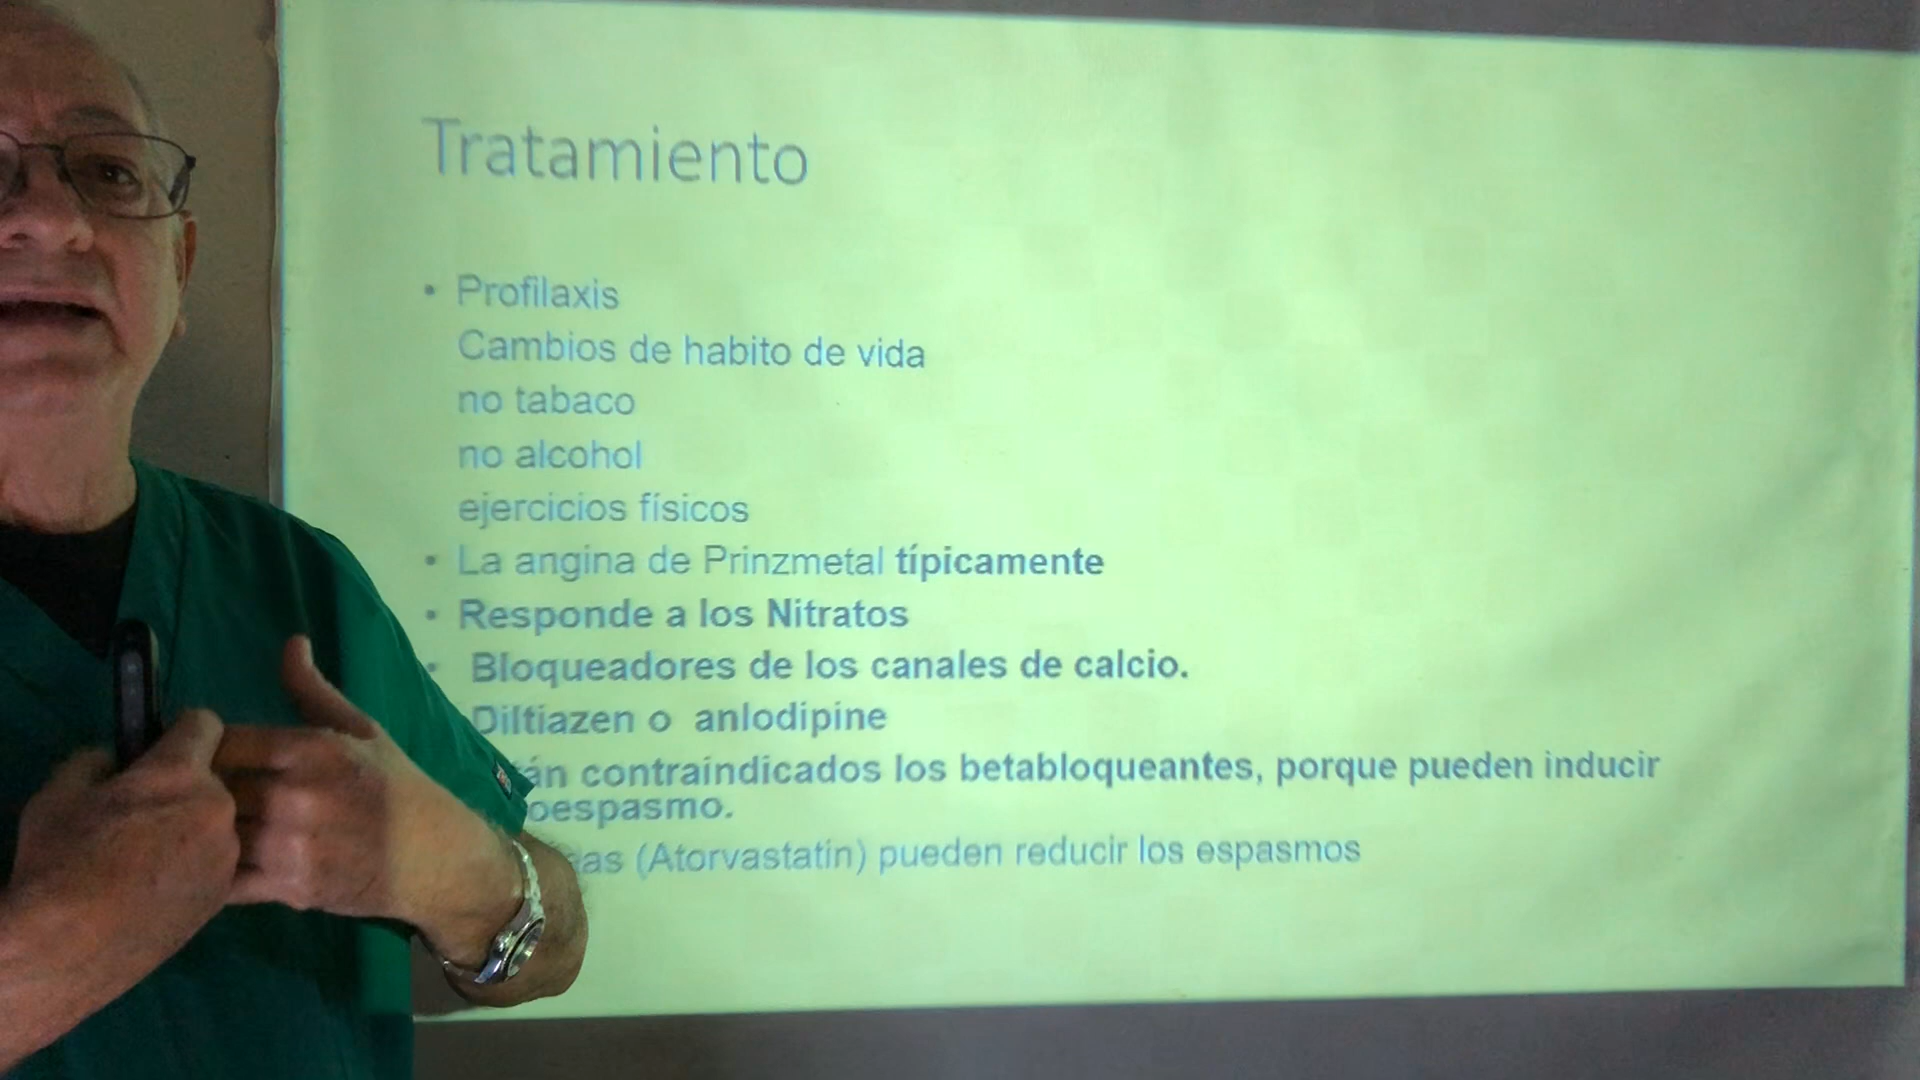 Tratamiento
• Profilaxis
Cambios de habito de vida
no tabaco
no alcohol
ejercicios físicos
• La angina de Prinzmetal típicamente
• Responde a los Nitratos
• Bloqueadores de los canales de calcio.
Diltiazen o anlodipine
contraindicados los betabloqueantes, porque pueden inducir
(Atorvastatín) pueden reducir los espasmos